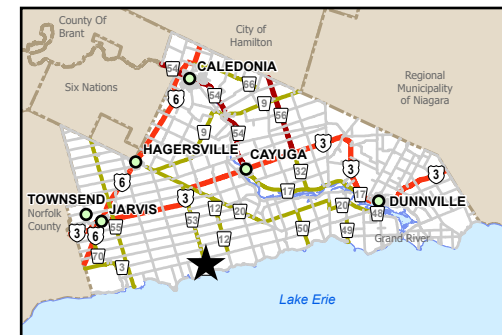 County Of
Brant
City of
Hamilton
54
CALEDONIA
66
Six Nations
6
54
9
Regional
Municipality
of Niagara
56
9
54
3
HAGERSVILLE
CAYUGA
3
3
6
32
17
3
17
TOWNSEND
DUNNVILLE
Norfolk
County
JARVIS
12
20
20
48
3
6
55
53
12
50
49
Grand River
70
3
Lake Erie